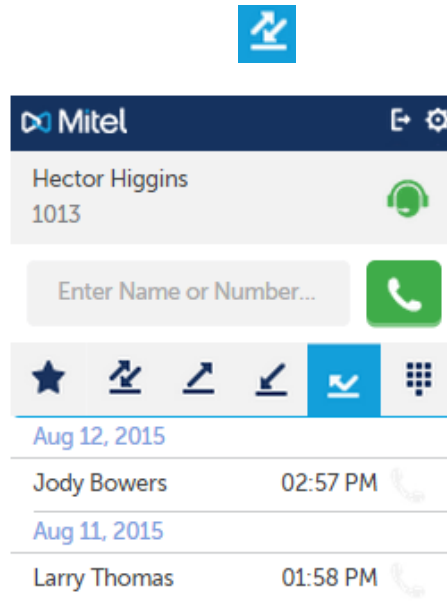 Mitel
Hector Higgins
1013
Enter Name or Number...
Aug 12, 2015
Jody Bowers 02:57 PM
Aug 11, 2015
Larry Thomas 01:58 PM